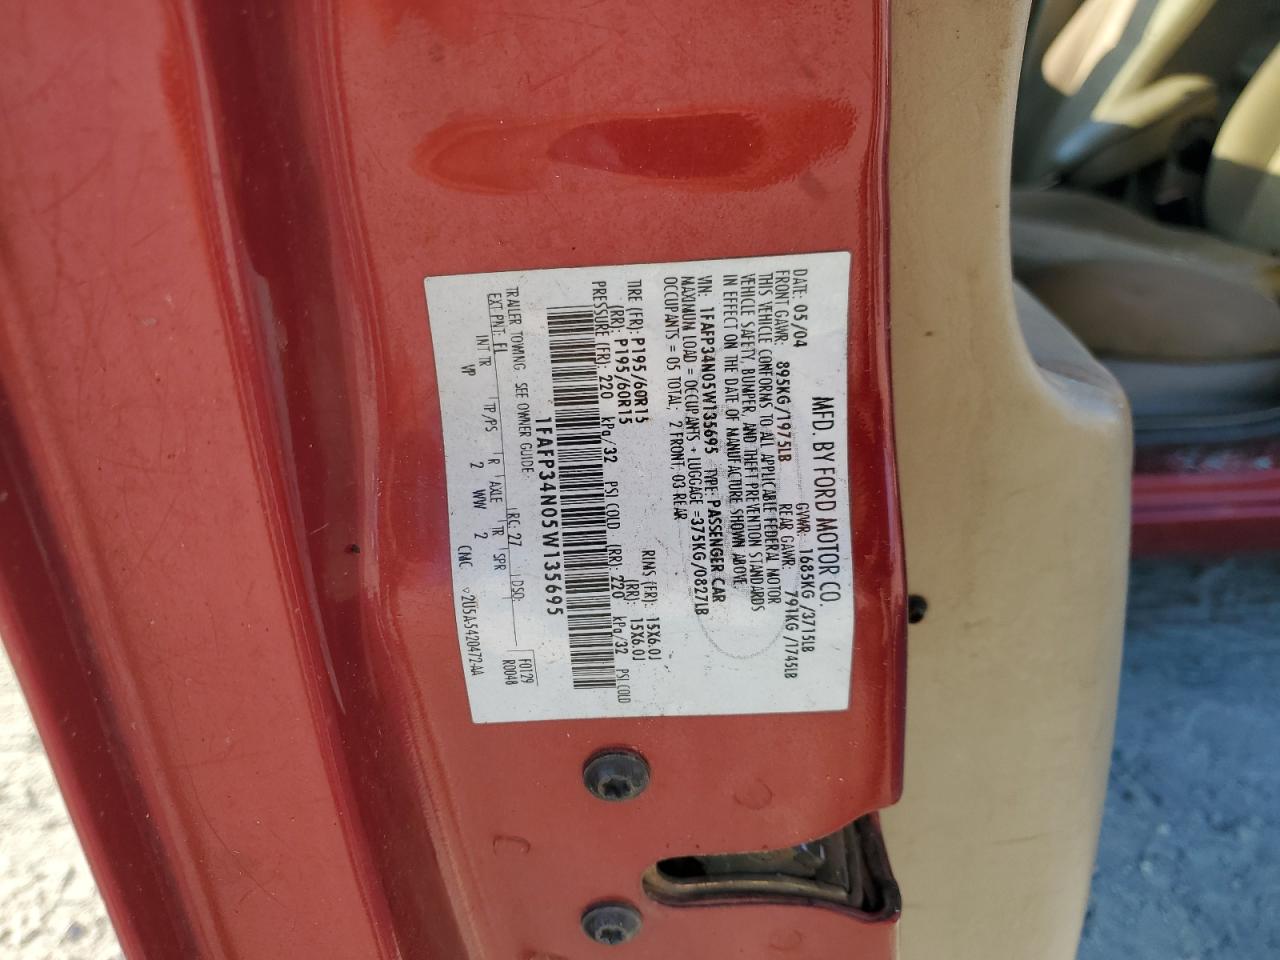 MFD. BY FORD MOTOR CO.
DATE: 05/04 GVWR: 1685KG /3715LB
FRONT GAWR: 895KG/1975LB REAR GAWR: 791KG /1745LB
THIS VEHICLE CONFORMS TO ALL APPLICABLE FEDERAL MOTOR
VEHICLE SAFETY, BUMPER, AND THEFT PREVENTION STANDARDS
IN EFFECT ON THE DATE OF MANUFACTURE SHOWN ABOVE.
VIN: 1FAFP34N05W135695 TYPE: PASSENGER CAR
MAXIMUM LOAD = OCCUPANTS + LUGGAGE =375KG/0827LB
OCCUPANTS = 05 TOTAL, 2 FRONT, 03 REAR
TIRE (FR): P195/60R15 RIMS (FR): 15X6.0J
(RR): P195/60R15 (RR): 15X6.0J
PRESSURE (FR): 220 kPa/32 PSI COLD (RR): 220 kPa/32 PSI COLD
1FAFP34N05W135695
TRAILER TOWING: SEE OWNER GUIDE RC: 27 DSO: F0129
EXT PNT: FL R0048
INT TR TP/PS R AXLE TR SPR
VP 2 WW 2 CMC ▽2U5A-5420472-AA